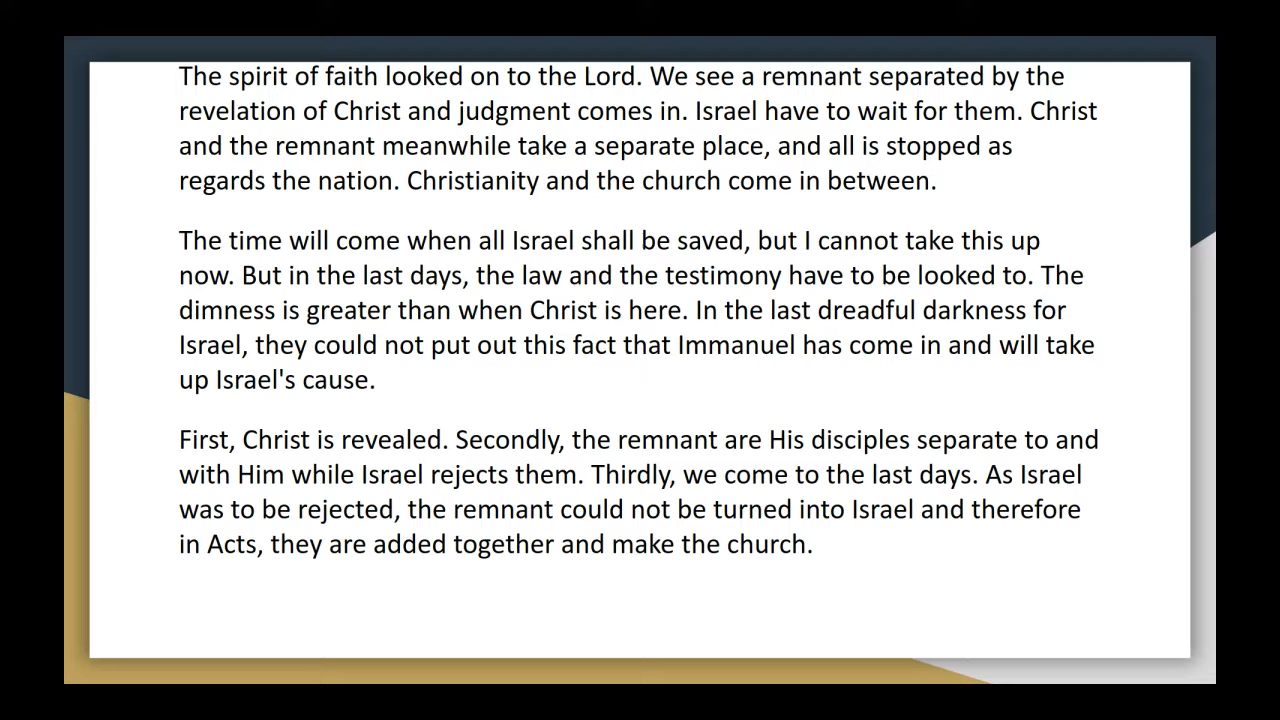 The spirit of faith looked on to the Lord. We see a remnant separated by the
revelation of Christ and judgment comes in. Israel have to wait for them. Christ
and the remnant meanwhile take a separate place, and all is stopped as
regards the nation. Christianity and the church come in between.
The time will come when all Israel shall be saved, but I cannot take this up
now. But in the last days, the law and the testimony have to be looked to. The
dimness is greater than when Christ is here. In the last dreadful darkness for
Israel, they could not put out this fact that Immanuel has come in and will take
up Israel's cause.
First, Christ is revealed. Secondly, the remnant are His disciples separate to and
with Him while Israel rejects them. Thirdly, we come to the last days. As Israel
was to be rejected, the remnant could not be turned into Israel and therefore
in Acts, they are added together and make the church.